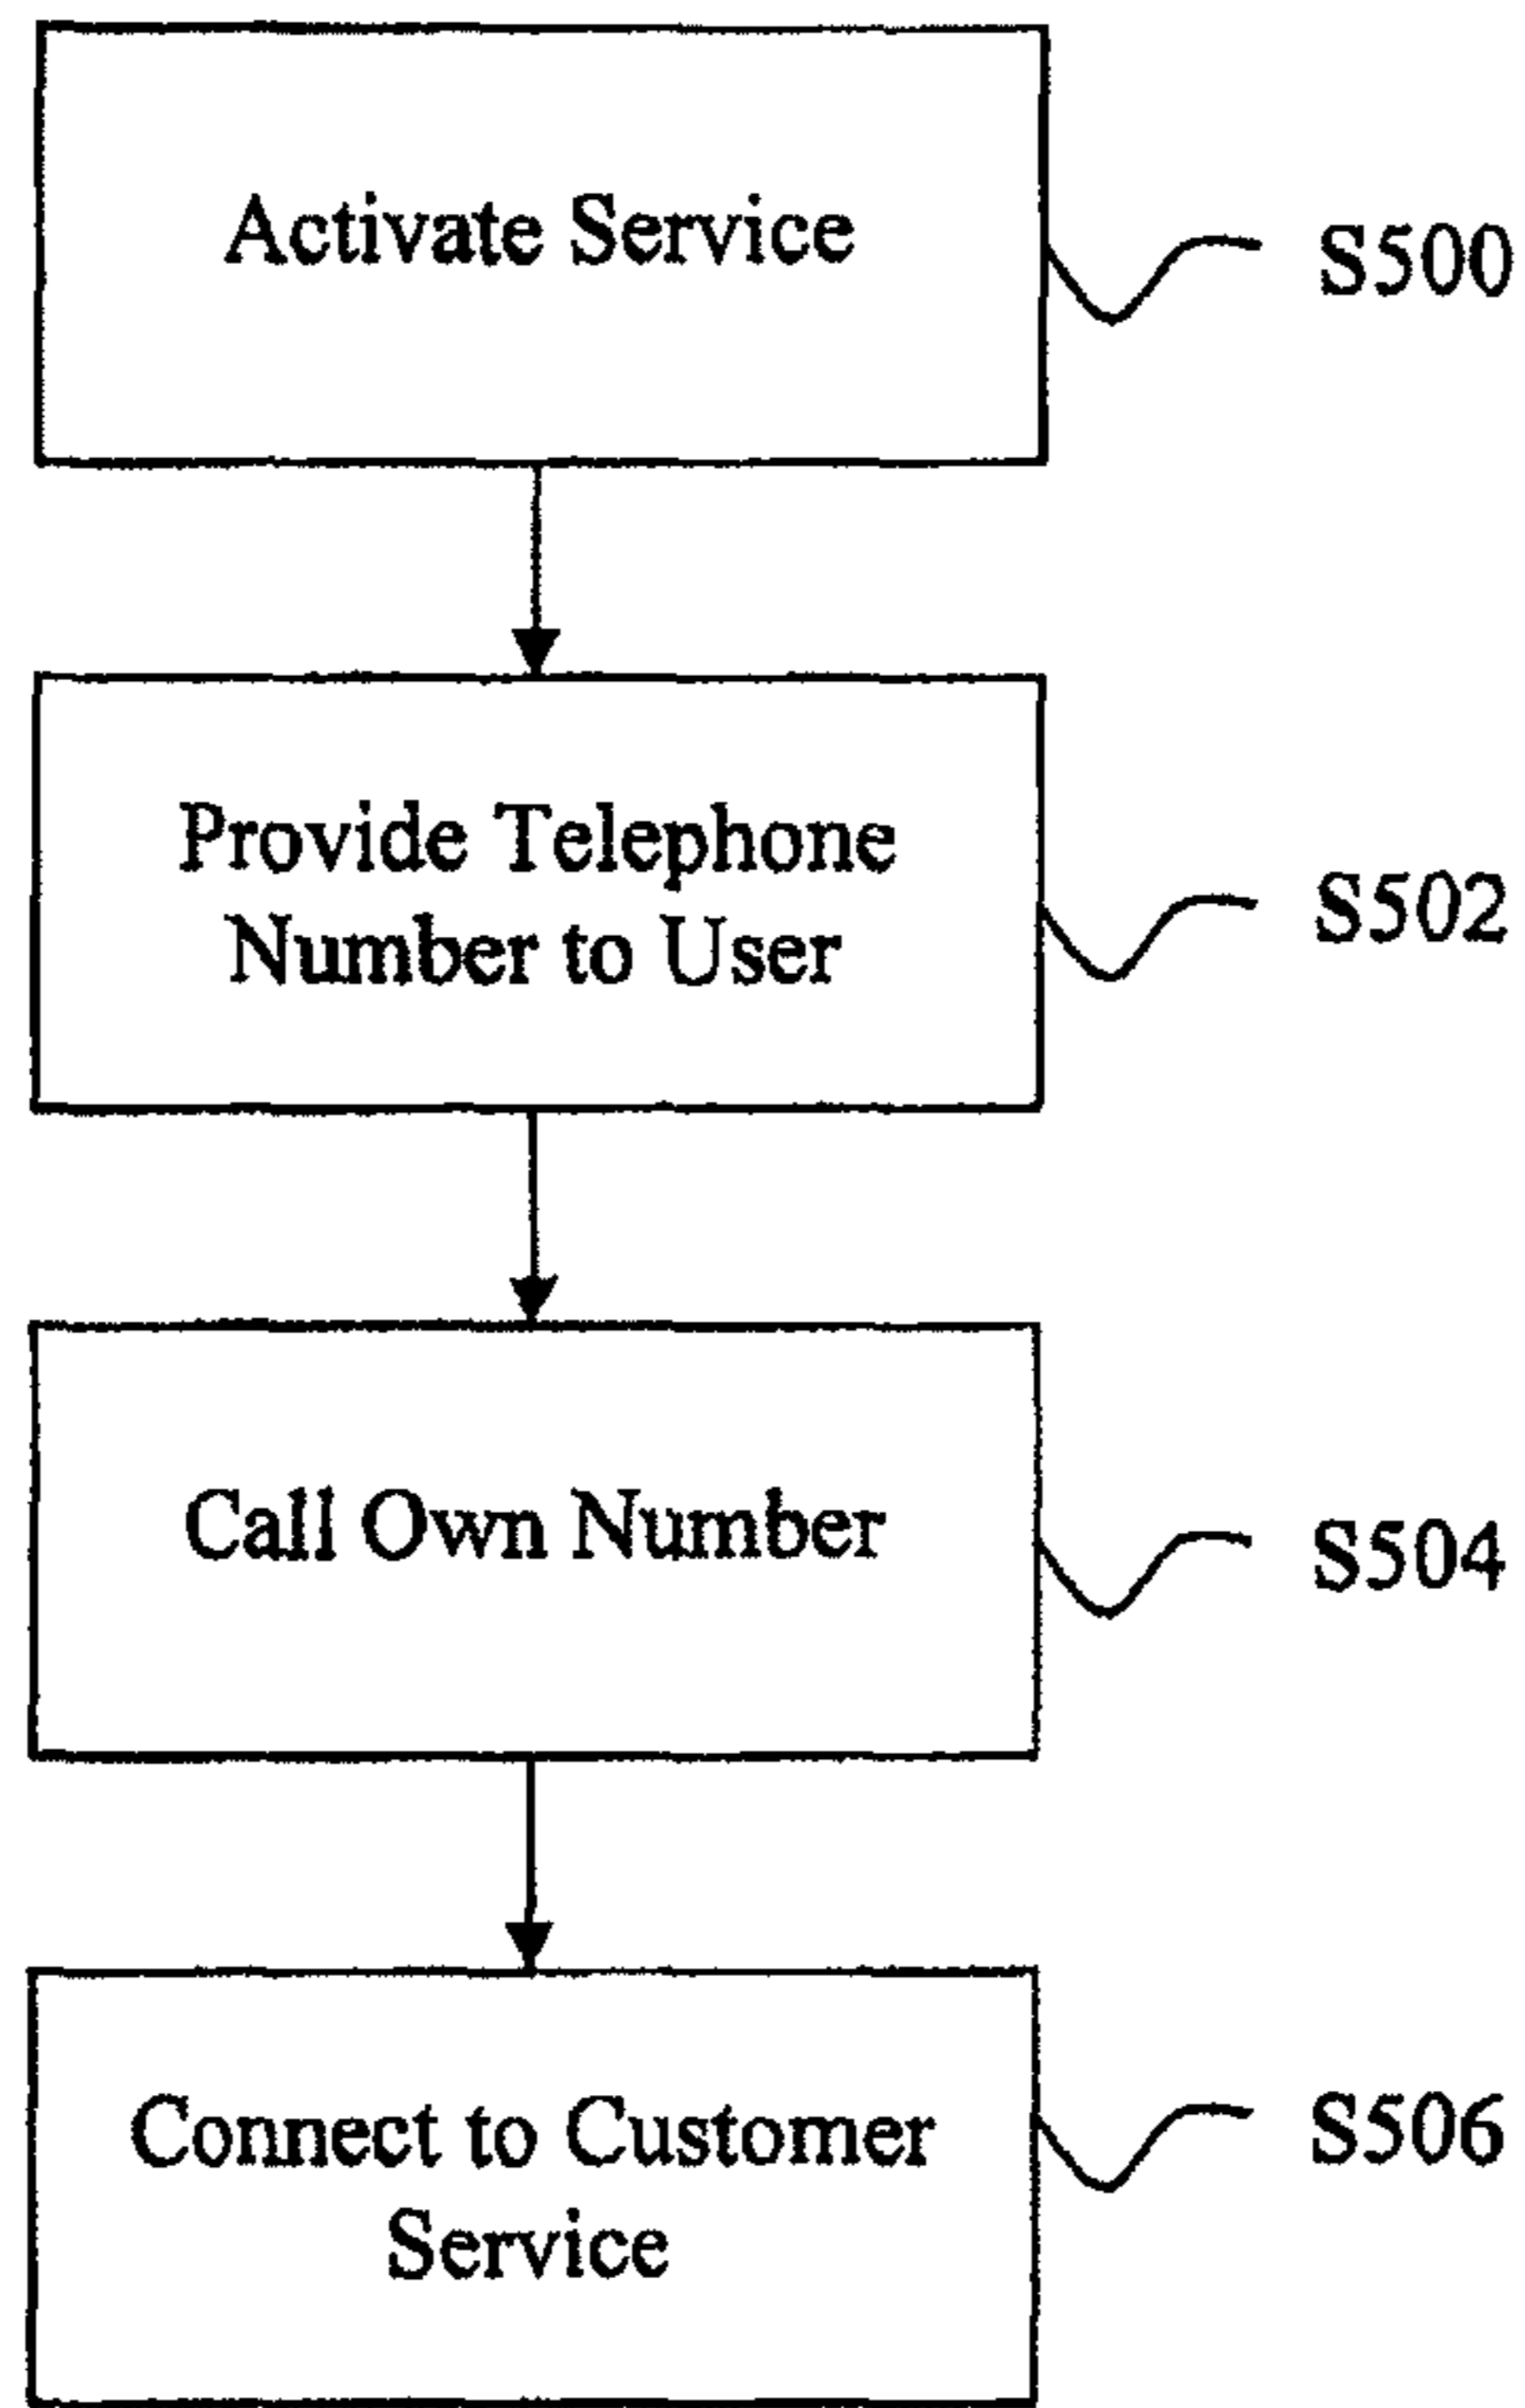 Activate Service
S500
Provide Telephone
Number to User
S502
Call Own Number
S504
Connect to Customer
Service
S506